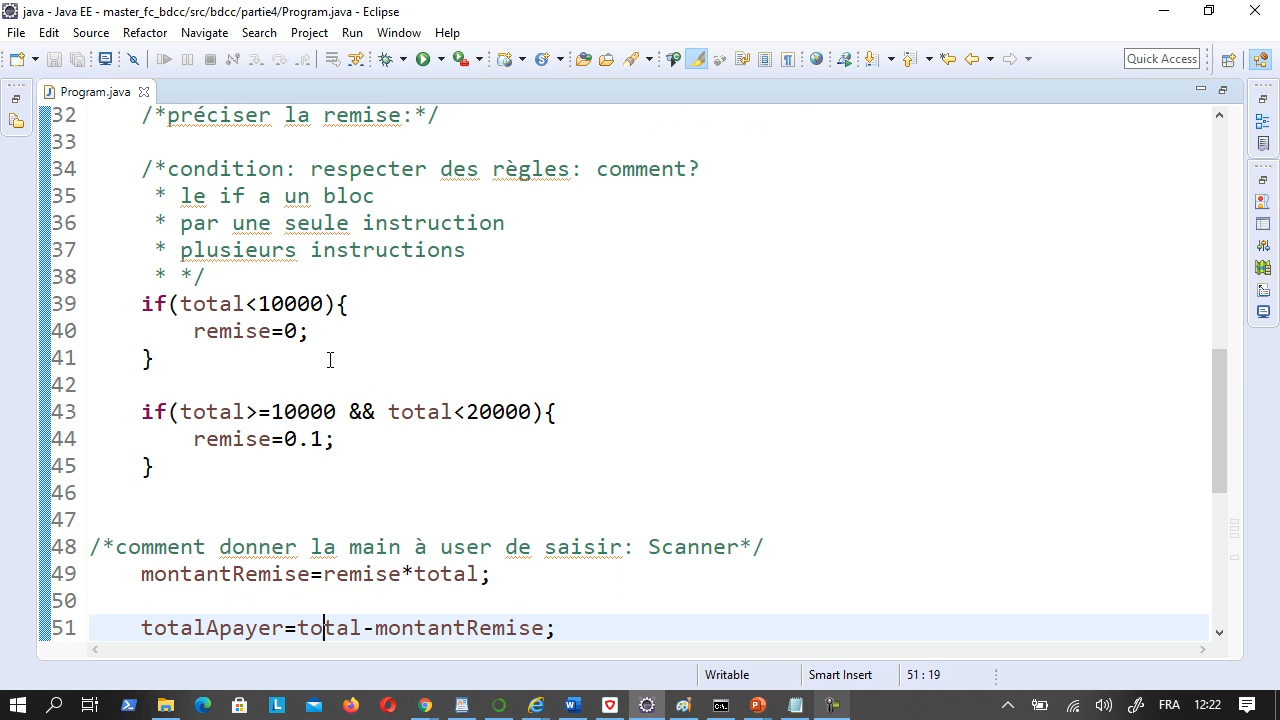 java - Java EE - master_fc_bdcc/src/bdcc/partie4/Program.java - Eclipse
File Edit Source Refactor Navigate Search Project Run Window Help
Quick Access
Program.java
32 /*préciser la remise:*/
33
34 /*condition: respecter des règles: comment?
35 * le if a un bloc
36 * par une seule instruction
37 * plusieurs instructions
38 * */
39 if(total<10000){
40 remise=0;
41 }
42
43 if(total>=10000 && total<20000){
44 remise=0.1;
45 }
46
47
48 /*comment donner la main à user de saisir: Scanner*/
49 montantRemise=remise*total;
50
51 totalApayer=total-montantRemise;
Writable Smart Insert 51 : 19
FRA 12:22